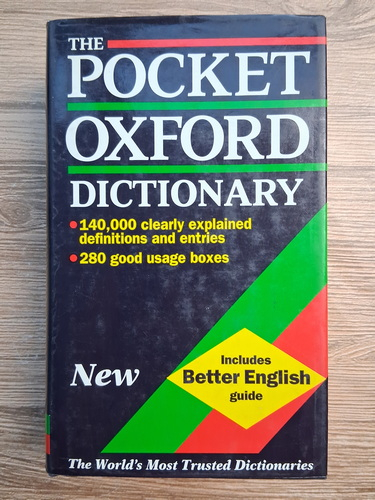 THE
POCKET
OXFORD
DICTIONARY
• 140,000 clearly explained
definitions and entries
• 280 good usage boxes
New
Includes
Better English
guide
The World's Most Trusted Dictionaries